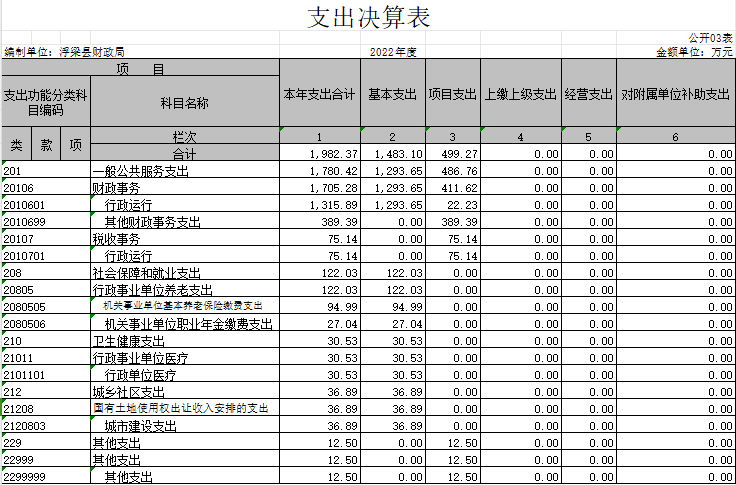 支出决算表
公开03表
编制单位：浮梁县财政局 2022年度 金额单位：万元
项 目 本年支出合计 基本支出 项目支出 上缴上级支出 经营支出 对附属单位补助支出
支出功能分类科目编码 科目名称
类 款 项 栏次 1 2 3 4 5 6
合计 1,982.37 1,483.10 499.27 0.00 0.00 0.00
201 一般公共服务支出 1,780.42 1,293.65 486.76 0.00 0.00 0.00
20106 财政事务 1,705.28 1,293.65 411.62 0.00 0.00 0.00
2010601 行政运行 1,315.89 1,293.65 22.23 0.00 0.00 0.00
2010699 其他财政事务支出 389.39 0.00 389.39 0.00 0.00 0.00
20107 税收事务 75.14 0.00 75.14 0.00 0.00 0.00
2010701 行政运行 75.14 0.00 75.14 0.00 0.00 0.00
208 社会保障和就业支出 122.03 122.03 0.00 0.00 0.00 0.00
20805 行政事业单位养老支出 122.03 122.03 0.00 0.00 0.00 0.00
2080505 机关事业单位基本养老保险缴费支出 94.99 94.99 0.00 0.00 0.00 0.00
2080506 机关事业单位职业年金缴费支出 27.04 27.04 0.00 0.00 0.00 0.00
210 卫生健康支出 30.53 30.53 0.00 0.00 0.00 0.00
21011 行政事业单位医疗 30.53 30.53 0.00 0.00 0.00 0.00
2101101 行政单位医疗 30.53 30.53 0.00 0.00 0.00 0.00
212 城乡社区支出 36.89 36.89 0.00 0.00 0.00 0.00
21208 国有土地使用权出让收入安排的支出 36.89 36.89 0.00 0.00 0.00 0.00
2120803 城市建设支出 36.89 36.89 0.00 0.00 0.00 0.00
229 其他支出 12.50 0.00 12.50 0.00 0.00 0.00
22999 其他支出 12.50 0.00 12.50 0.00 0.00 0.00
2299999 其他支出 12.50 0.00 12.50 0.00 0.00 0.00